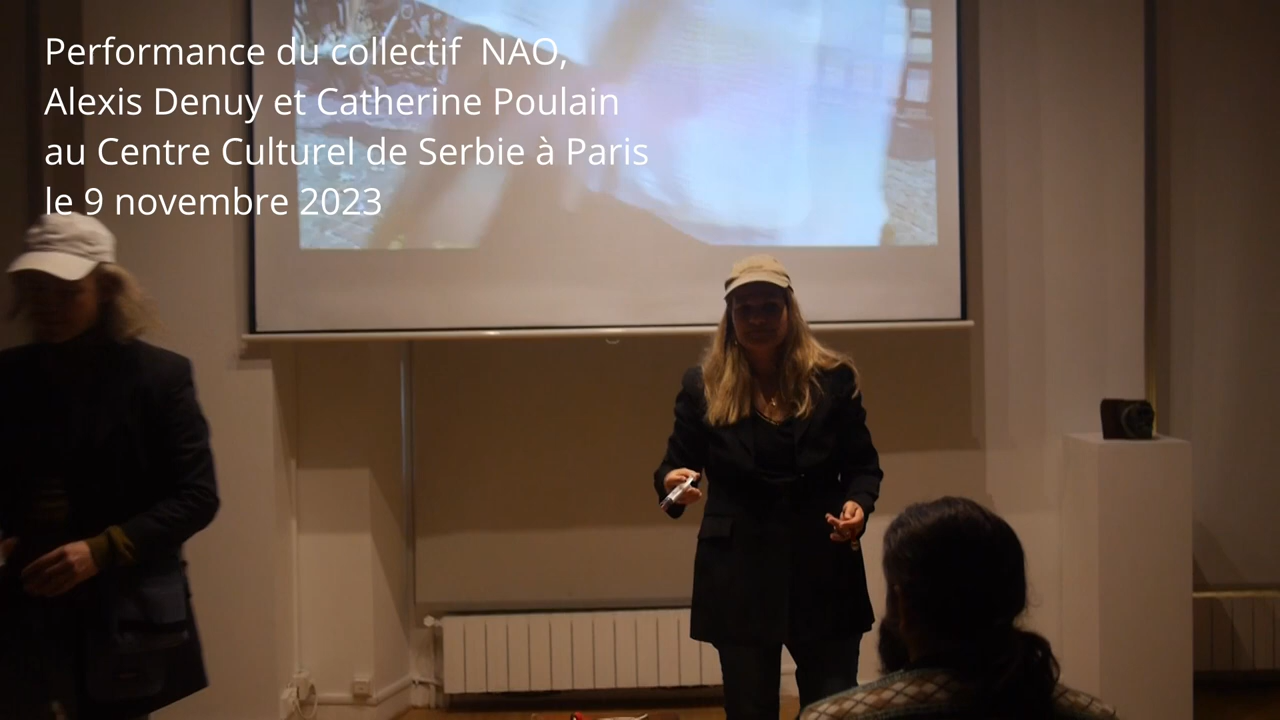 Performance du collectif  NAO,
Alexis Denuy et Catherine Poulain
au Centre Culturel de Serbie à Paris
le 9 novembre 2023